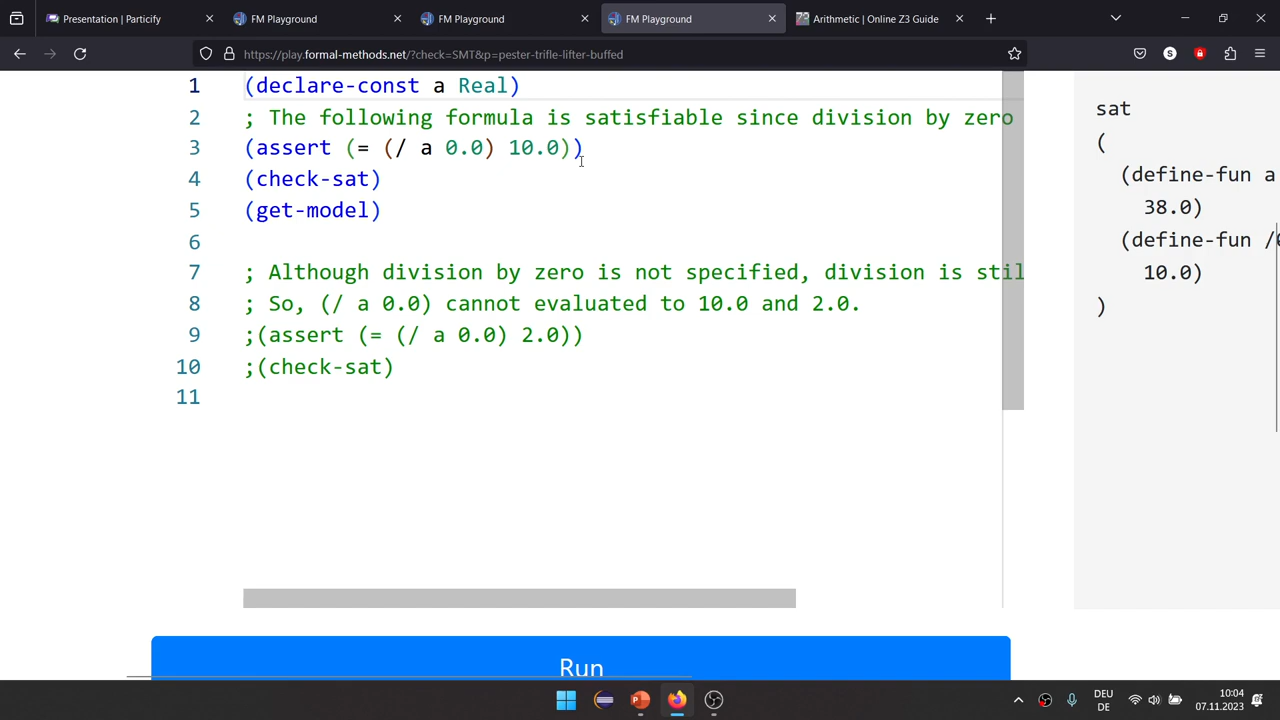 Presentation | Particify
FM Playground
FM Playground
FM Playground
Arithmetic | Online Z3 Guide
https://play.formal-methods.net/?check=SMT&p=pester-trifle-lifter-buffed
S
1 (declare-const a Real)
2 ; The following formula is satisfiable since division by zero
3 (assert (= (/ a 0.0) 10.0))
4 (check-sat)
5 (get-model)
6
7 ; Although division by zero is not specified, division is stil
8 ; So, (/ a 0.0) cannot evaluated to 10.0 and 2.0.
9 ;(assert (= (/ a 0.0) 2.0))
10 ;(check-sat)
11
sat
(
(define-fun a
38.0)
(define-fun /0
10.0)
)
Run
DEU
DE
10:04
07.11.2023